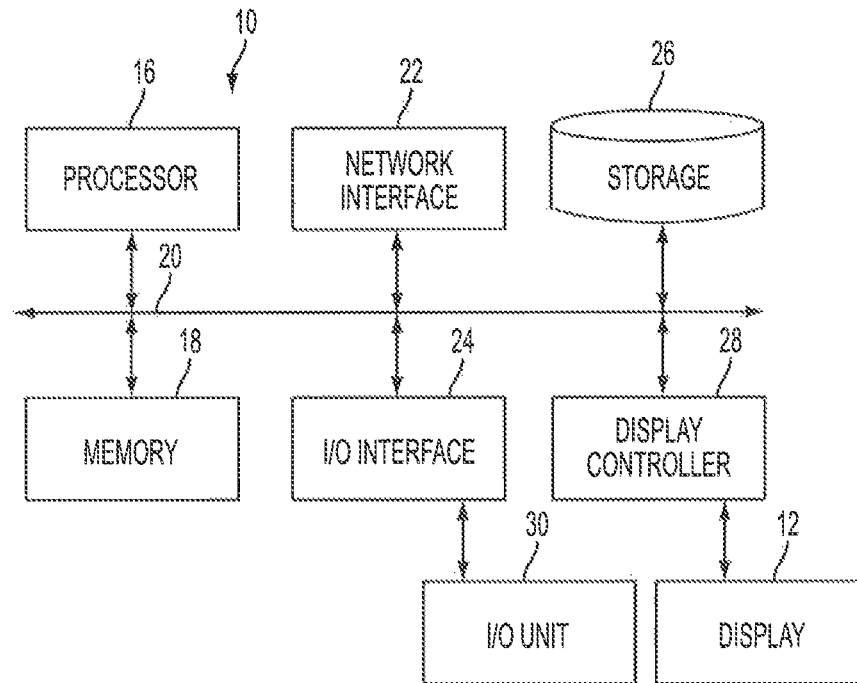 10
16
22
26
PROCESSOR
NETWORK
INTERFACE
STORAGE
20
18
24
28
MEMORY
I/O INTERFACE
DISPLAY
CONTROLLER
30
12
I/O UNIT
DISPLAY